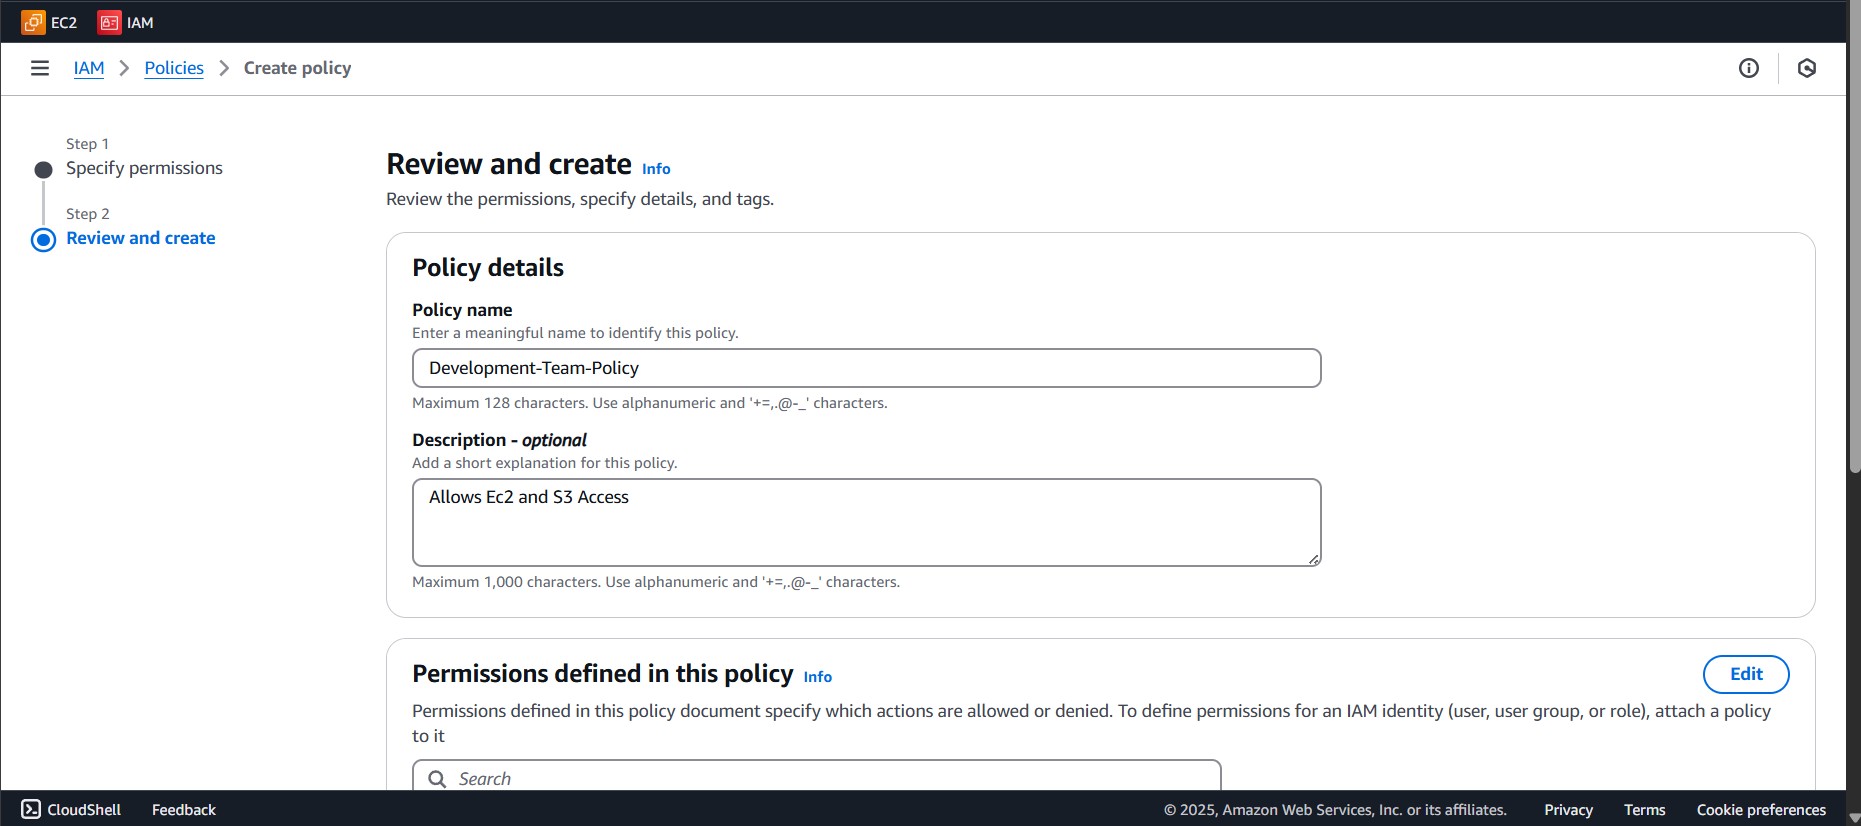 EC2 IAM
IAM Policies Create policy
Step 1
Specify permissions
Step 2
Review and create
Review and create Info
Review the permissions, specify details, and tags.
Policy details
Policy name
Enter a meaningful name to identify this policy.
Development-Team-Policy
Maximum 128 characters. Use alphanumeric and '+=,.@-_' characters.
Description - optional
Add a short explanation for this policy.
Allows Ec2 and S3 Access
Maximum 1,000 characters. Use alphanumeric and '+=,.@-_' characters.
Permissions defined in this policy Info
Edit
Permissions defined in this policy document specify which actions are allowed or denied. To define permissions for an IAM identity (user, user group, or role), attach a policy
to it
Search
CloudShell Feedback © 2025, Amazon Web Services, Inc. or its affiliates. Privacy Terms Cookie preferences